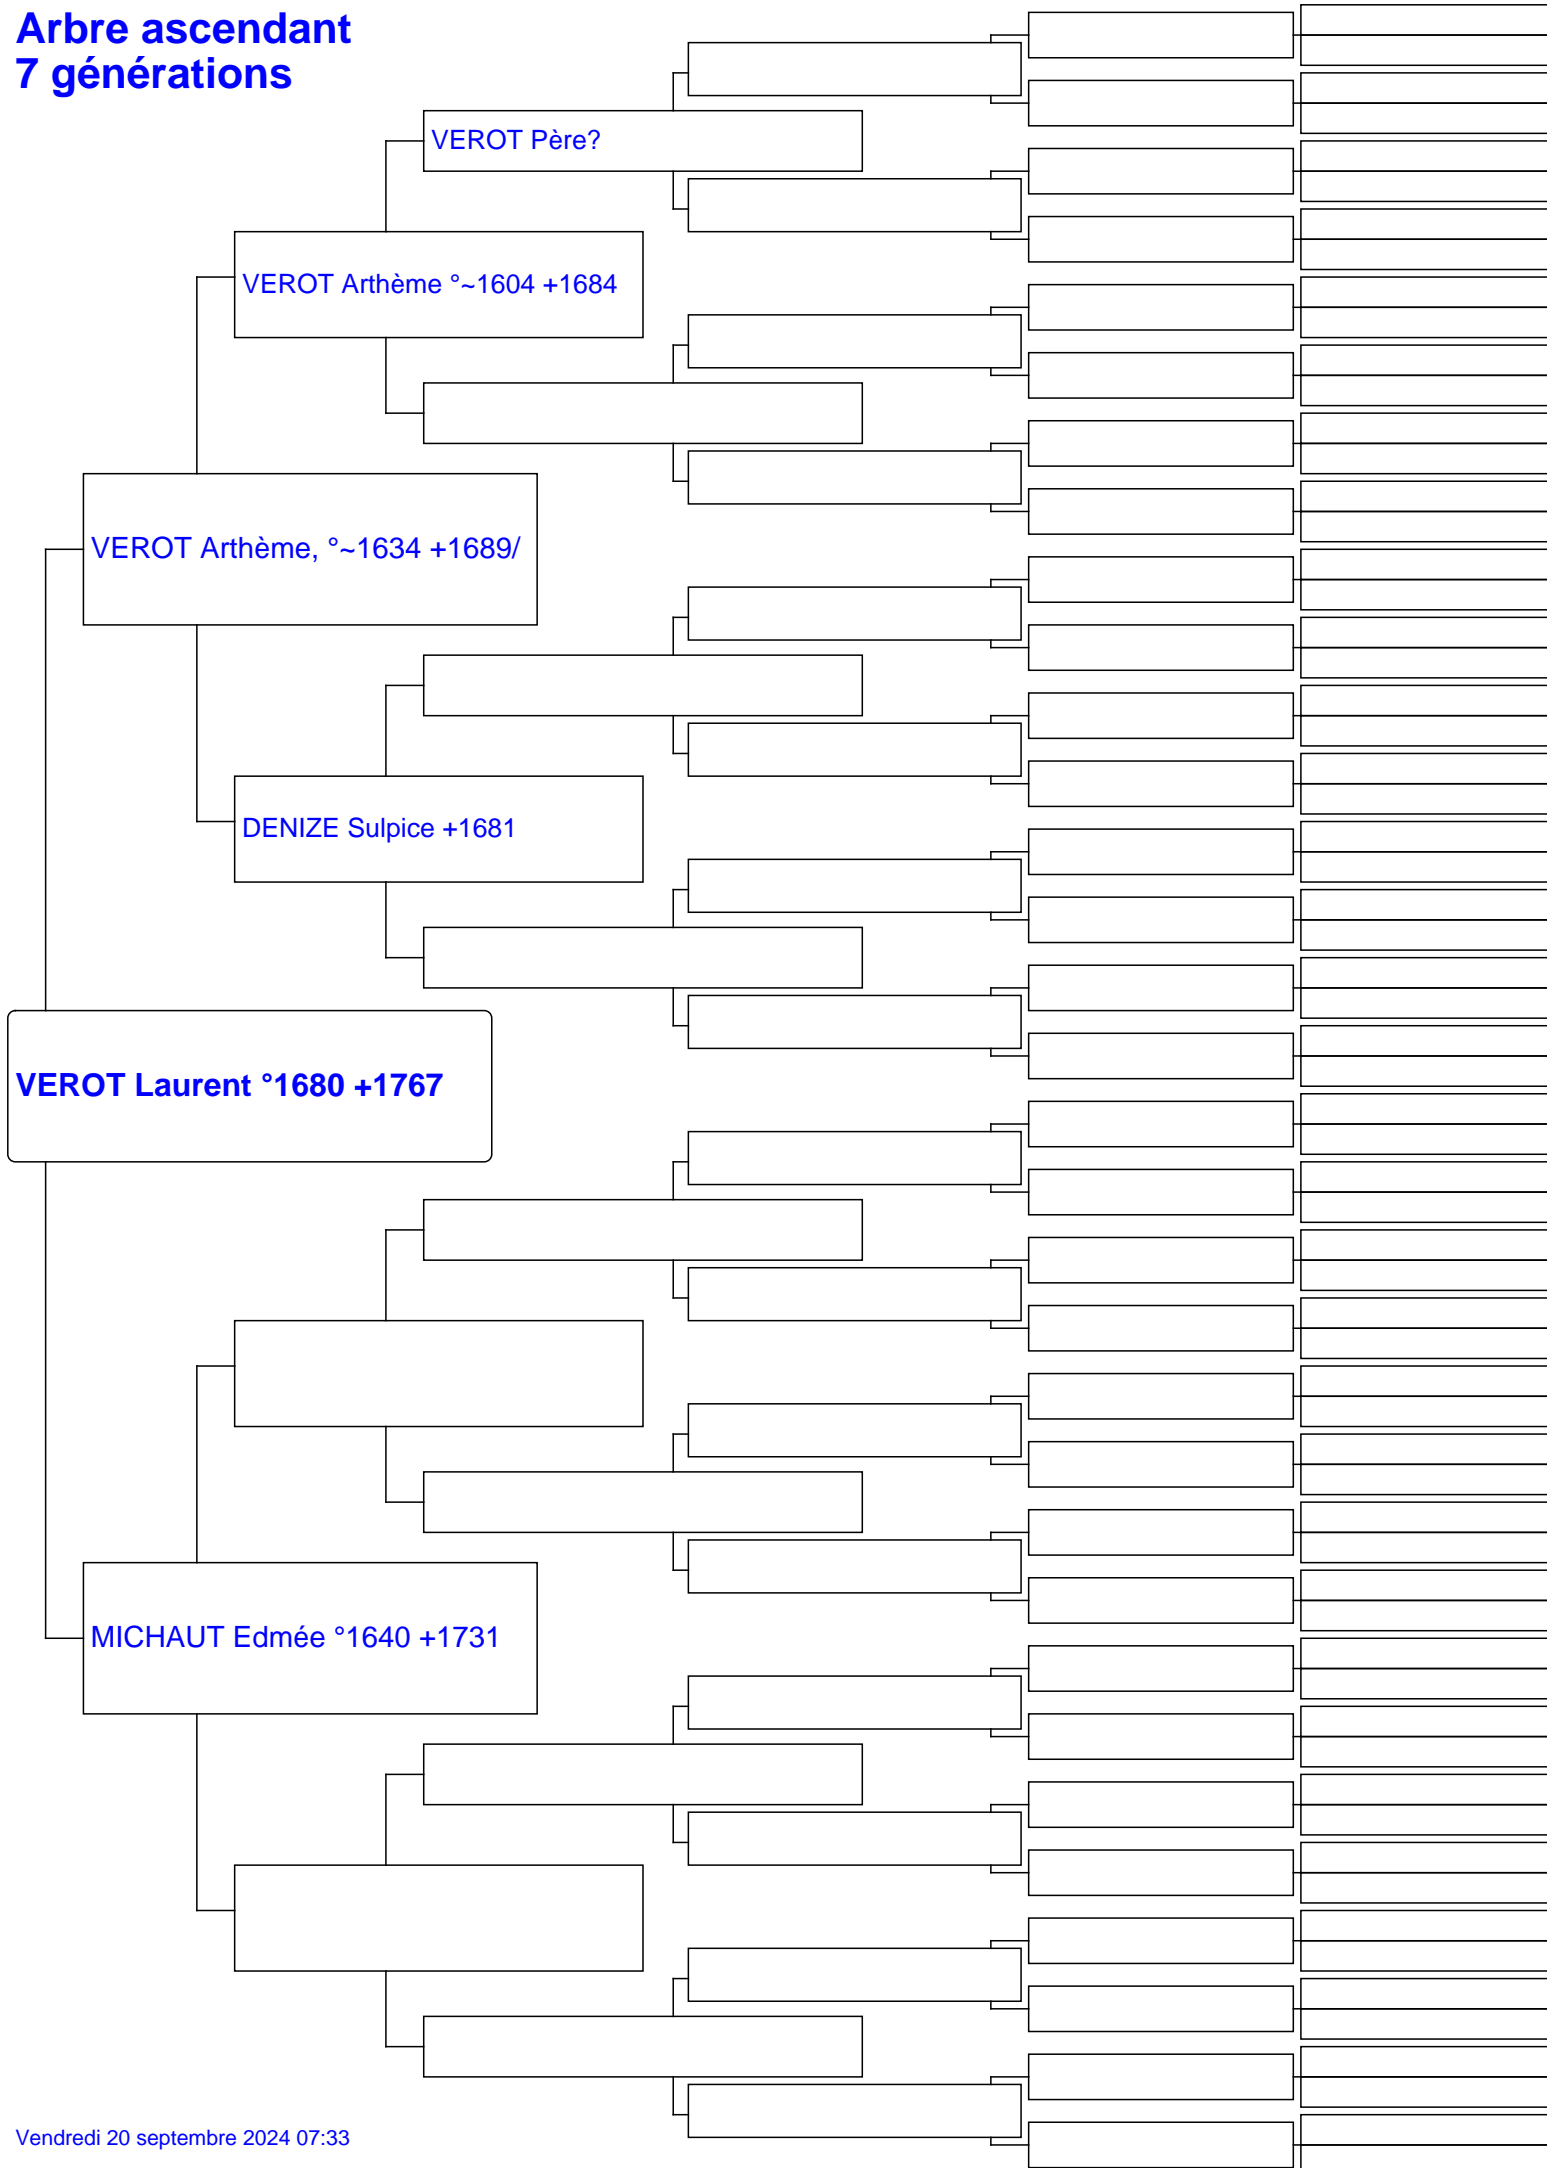 Arbre ascendant
7 générations
VEROT Père?
VEROT Arthème °~1604 +1684
VEROT Arthème, °~1634 +1689/
DENIZE Sulpice +1681
VEROT Laurent °1680 +1767
MICHAUT Edmée °1640 +1731
Vendredi 20 septembre 2024 07:33